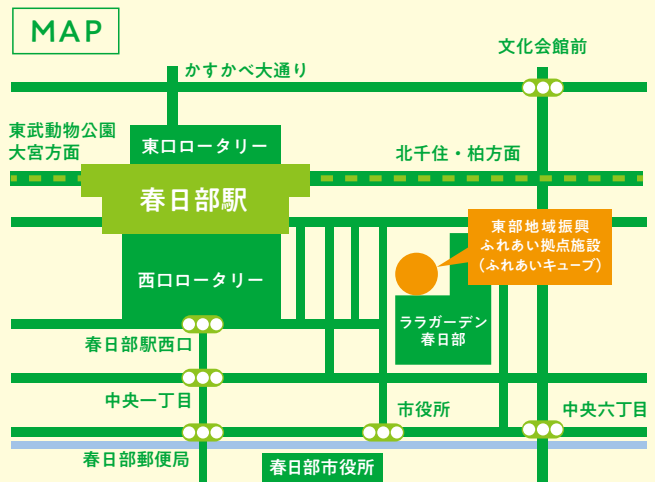 MAP
文化会館前
かすかべ大通り
東武動物公園
大宮方面
東口ロータリー
北千住・柏方面
春日部駅
東部地域振興
ふれあい拠点施設
(ふれあいキューブ)
西口ロータリー
ララガーデン
春日部
春日部駅西口
中央一丁目
市役所
中央六丁目
春日部郵便局
春日部市役所